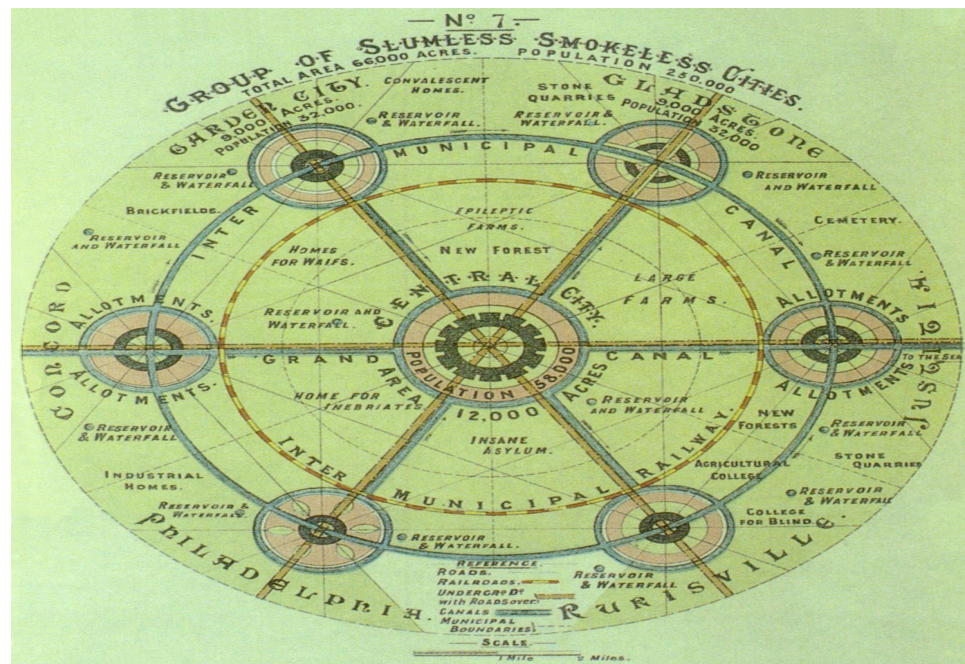 — Nº 7. —
GROUP OF SLUMLESS SMOKELESS CITIES.
TOTAL AREA 66,000 ACRES. POPULATION 250,000
GARDEN CITY.
9,000 ACRES.
POPULATION 32,000.
CONVALESCENT
HOMES.
STONE
QUARRIES
GLADSTONE
9,000 ACRES.
POPULATION
32,000
RESERVOIR
& WATERFALL.
RESERVOIR &
WATERFALL.
INTER MUNICIPAL CANAL
RESERVOIR
& WATERFALL
RESERVOIR
AND WATERFALL
BRICKFIELDS.
EPILEPTIC
FARMS.
CEMETERY.
RESERVOIR
AND WATERFALL
HOMES
FOR WAIFS.
NEW FOREST
RESERVOIR
& WATERFALL
LARGE
FARMS.
CONCORD
ALLOTMENTS.
RESERVOIR AND
WATERFALL.
CENTRAL CITY.
ALLOTMENTS
JUSTITIA.
GRAND CANAL
TO THE SEA
POPULATION 58,000
AREA 12,000 ACRES
ALLOTMENTS.
HOME FOR
INEBRIATES.
RESERVOIR
AND WATERFALL
ALLOTMENTS
RESERVOIR
& WATERFALL
INSANE
ASYLUM.
NEW
FORESTS
RESERVOIR
& WATERFALL
INTER MUNICIPAL RAILWAY.
STONE
QUARRIES
INDUSTRIAL
HOMES.
AGRICULTURAL
COLLEGE
RESERVOIR &
WATERFALL.
RESERVOIR
& WATERFALL
COLLEGE
FOR BLIND.
RESERVOIR
& WATERFALL.
PHILADELPHIA.
RURISVILLE.
REFERENCE.
ROADS.
RAILROADS.
UNDERGRD Dº
with ROADS over
CANALS
MUNICIPAL
BOUNDARIES
RESERVOIR
& WATERFALL
— SCALE. —
1 Mile 2 Miles.